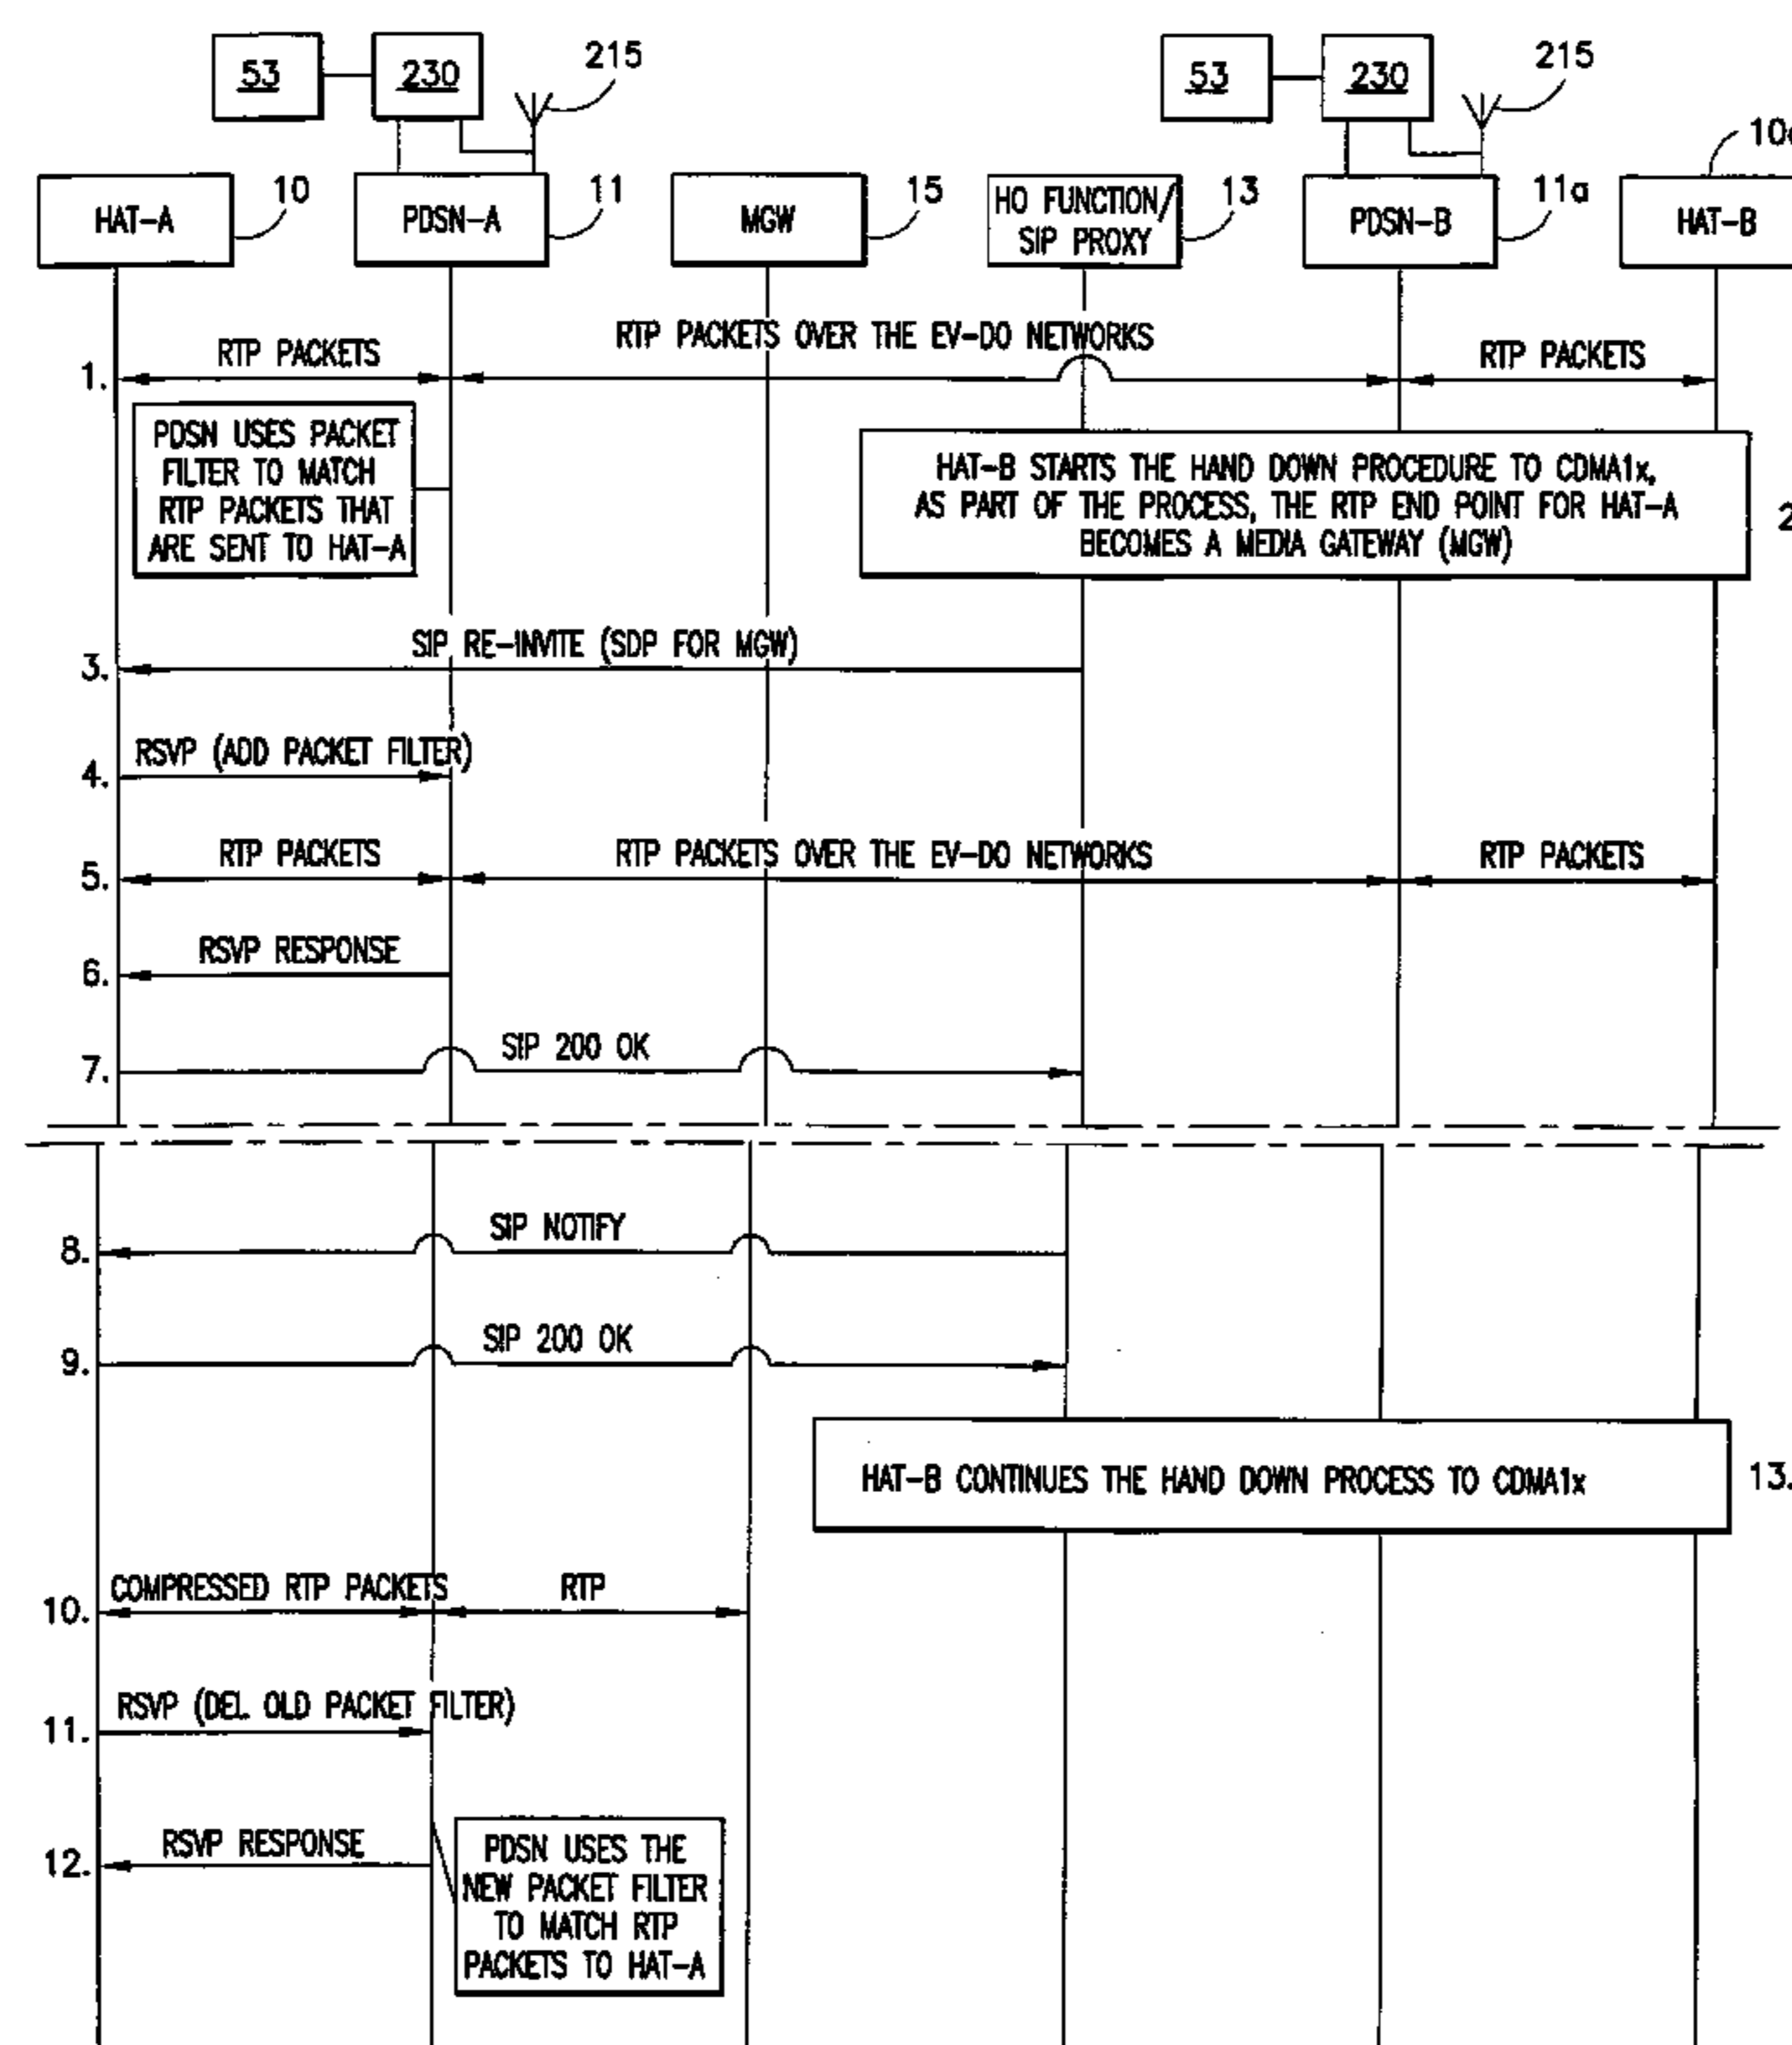 53
230
215
53
230
215
HAT-A
10
PDSN-A
11
MGW
15
HO FUNCTION/
SIP PROXY
13
PDSN-B
11a
HAT-B
1.
RTP PACKETS
RTP PACKETS OVER THE EV-DO NETWORKS
RTP PACKETS
PDSN USES PACKET
FILTER TO MATCH
RTP PACKETS THAT
ARE SENT TO HAT-A
HAT-B STARTS THE HAND DOWN PROCEDURE TO CDMA1x,
AS PART OF THE PROCESS, THE RTP END POINT FOR HAT-A
BECOMES A MEDIA GATEWAY (MGW)
2
3.
SIP RE-INVITE (SDP FOR MGW)
4.
RSVP (ADD PACKET FILTER)
5.
RTP PACKETS
RTP PACKETS OVER THE EV-DO NETWORKS
RTP PACKETS
6.
RSVP RESPONSE
7.
SIP 200 OK
8.
SIP NOTIFY
9.
SIP 200 OK
HAT-B CONTINUES THE HAND DOWN PROCESS TO CDMA1x
13.
10.
COMPRESSED RTP PACKETS
RTP
11.
RSVP (DEL OLD PACKET FILTER)
12.
RSVP RESPONSE
PDSN USES THE
NEW PACKET FILTER
TO MATCH RTP
PACKETS TO HAT-A